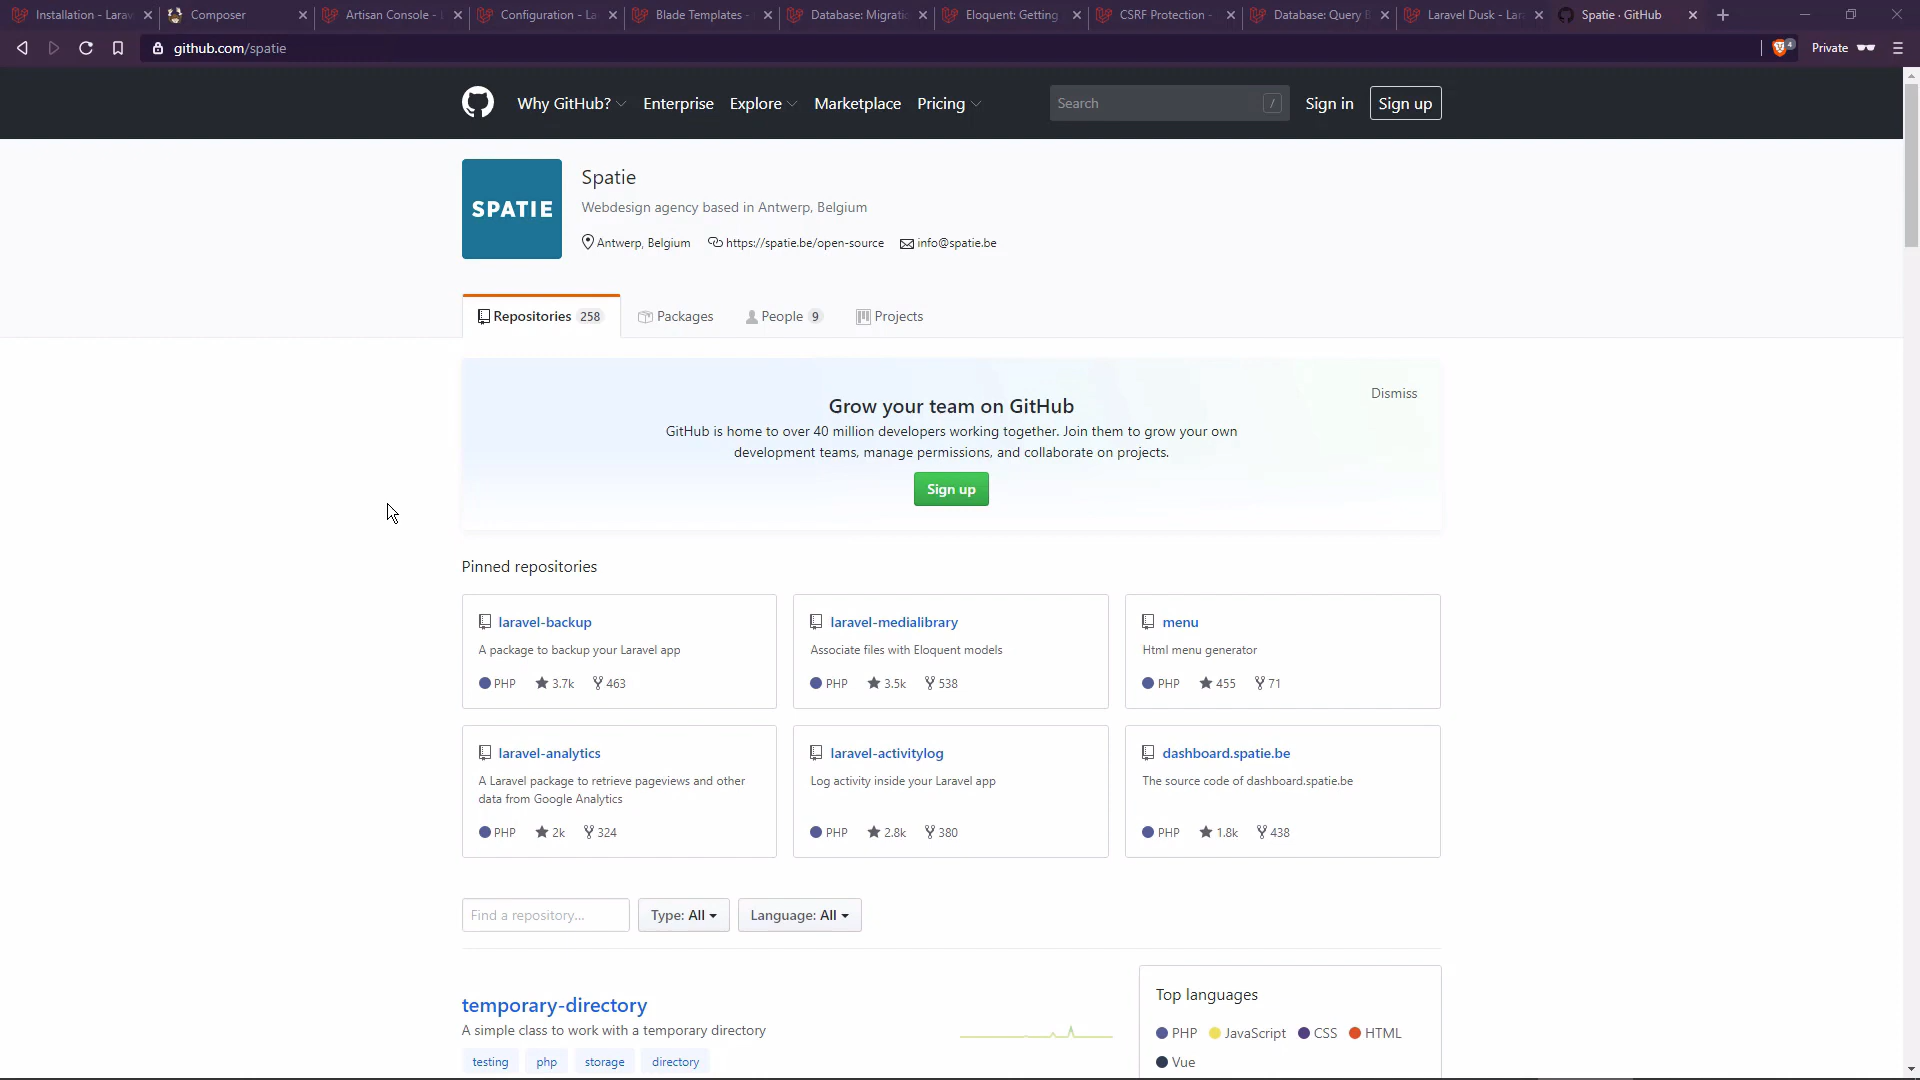 Installation - Larav
Composer
Artisan Console - L
Configuration - La
Blade Templates -
Database: Migratio
Eloquent: Getting
CSRF Protection -
Database: Query B
Laravel Dusk - Lar
Spatie · GitHub
github.com/spatie
4
Private
Why GitHub?
Enterprise
Explore
Marketplace
Pricing
Search
/
Sign in
Sign up
SPATIE
Spatie
Webdesign agency based in Antwerp, Belgium
Antwerp, Belgium
https://spatie.be/open-source
info@spatie.be
Repositories 258
Packages
People 9
Projects
Dismiss
Grow your team on GitHub
GitHub is home to over 40 million developers working together. Join them to grow your own
development teams, manage permissions, and collaborate on projects.
Sign up
Pinned repositories
laravel-backup
A package to backup your Laravel app
PHP 3.7k 463
laravel-medialibrary
Associate files with Eloquent models
PHP 3.5k 538
menu
Html menu generator
PHP 455 71
laravel-analytics
A Laravel package to retrieve pageviews and other
data from Google Analytics
PHP 2k 324
laravel-activitylog
Log activity inside your Laravel app
PHP 2.8k 380
dashboard.spatie.be
The source code of dashboard.spatie.be
PHP 1.8k 438
Find a repository...
Type: All
Language: All
temporary-directory
A simple class to work with a temporary directory
testing php storage directory
Top languages
PHP JavaScript CSS HTML
Vue